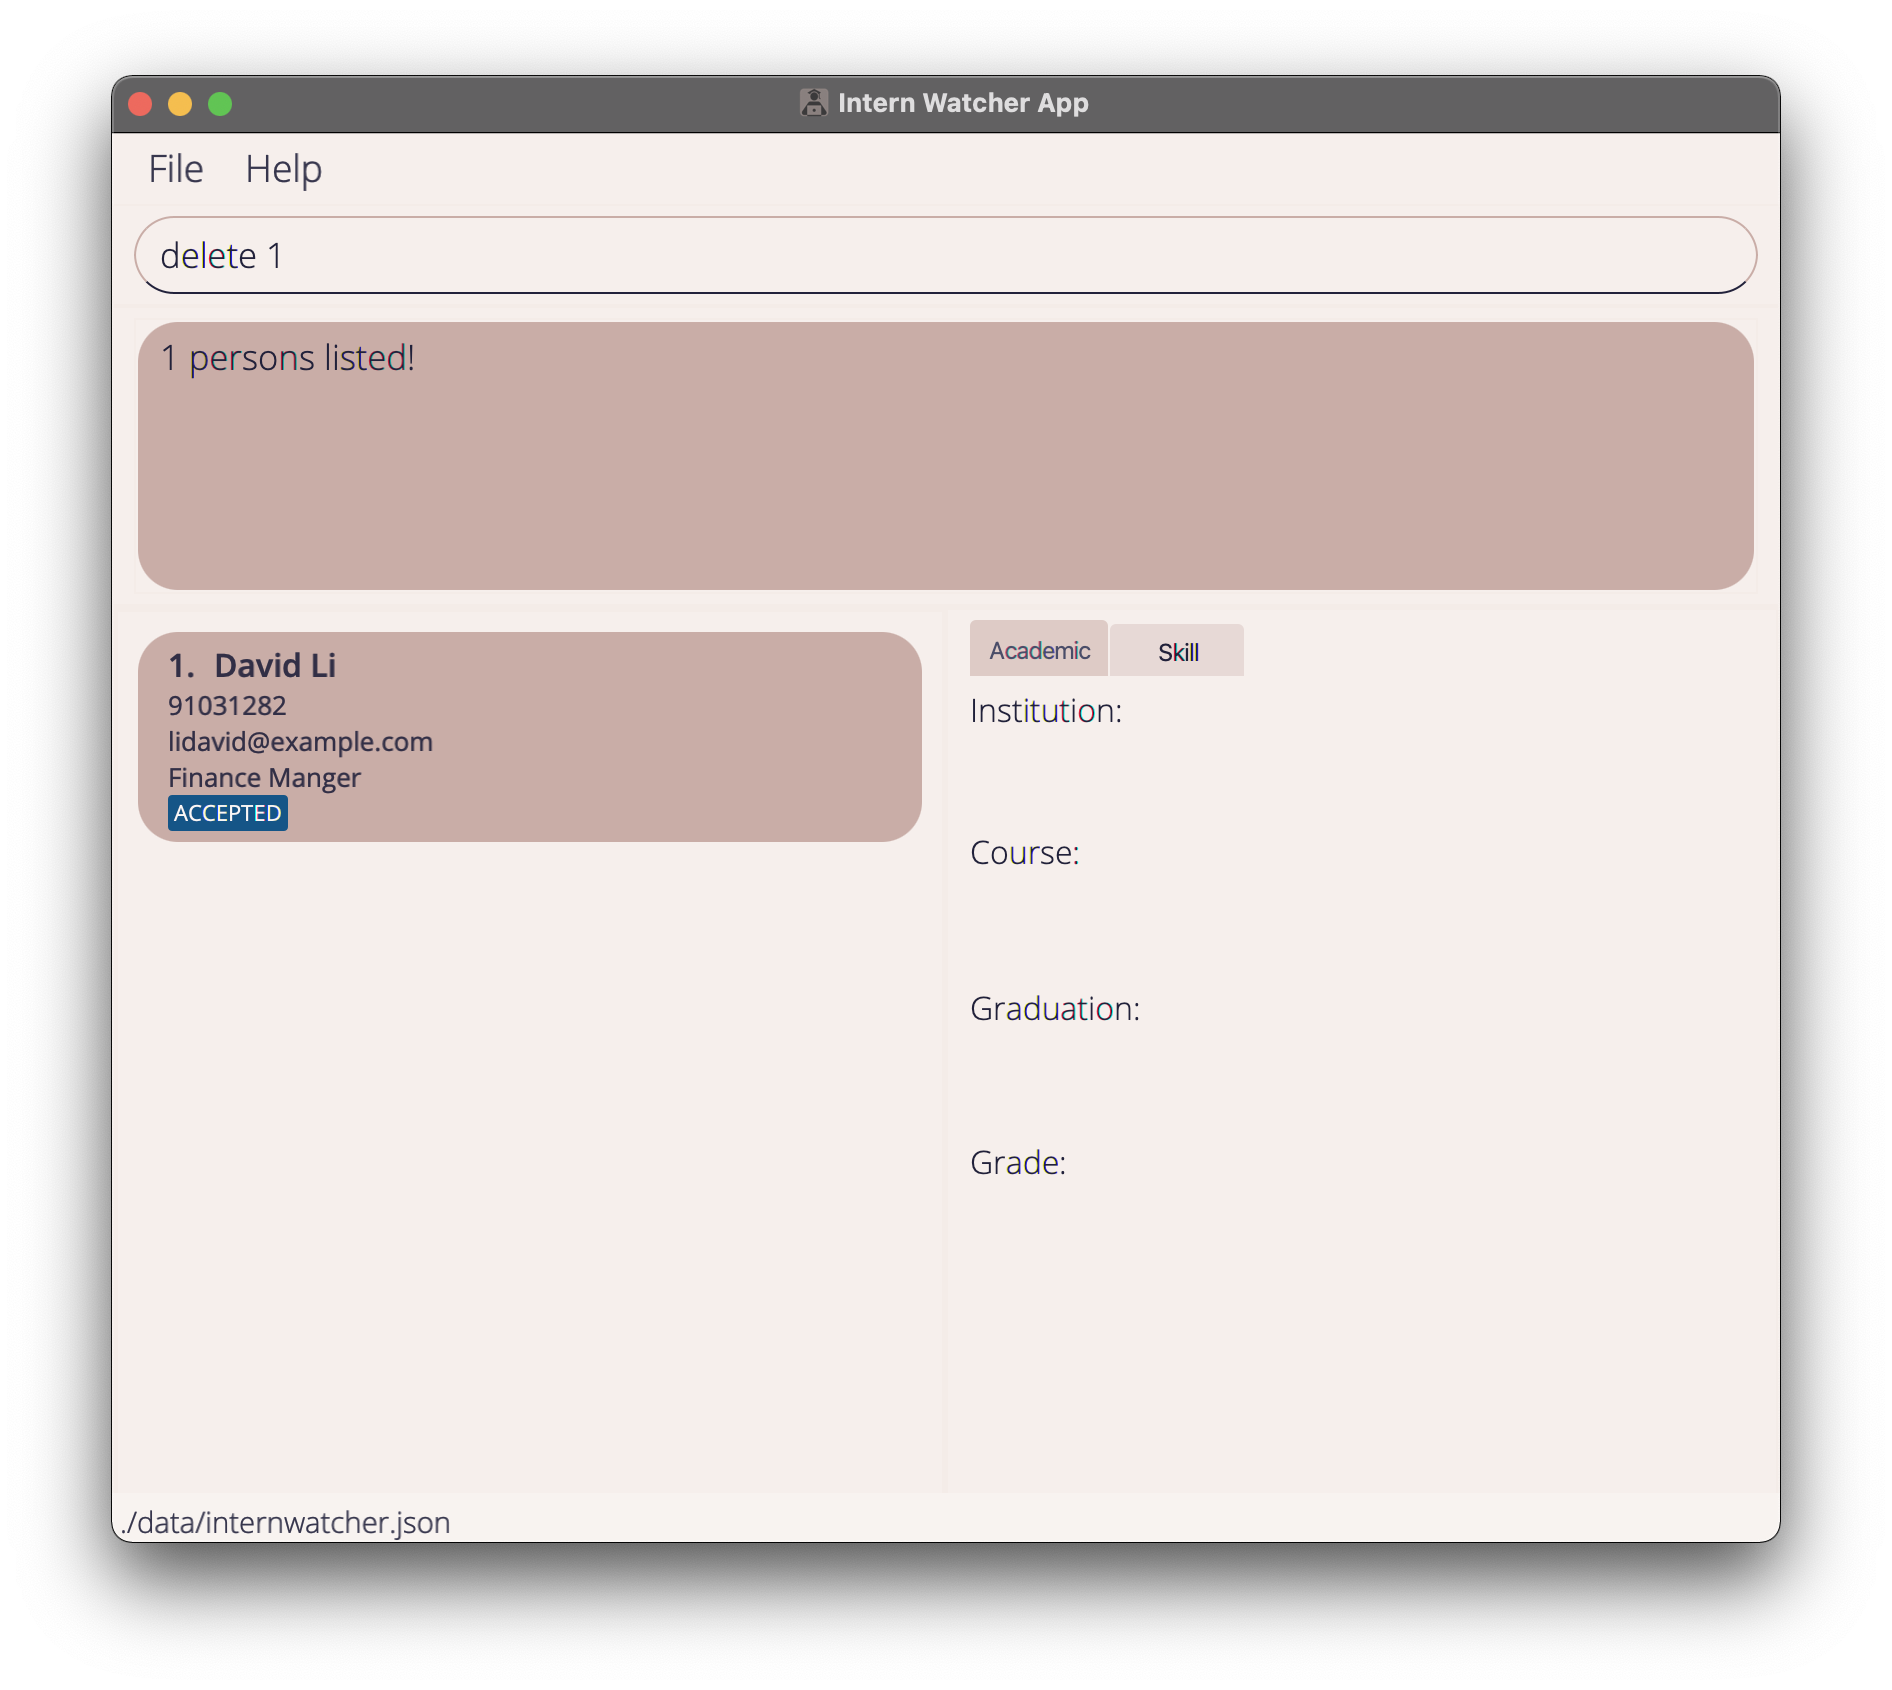 Intern Watcher App
File Help
delete 1
1 persons listed!
1. David Li
91031282
lidavid@example.com
Finance Manger
ACCEPTED
Academic Skill
Institution:
Course:
Graduation:
Grade:
./data/internwatcher.json